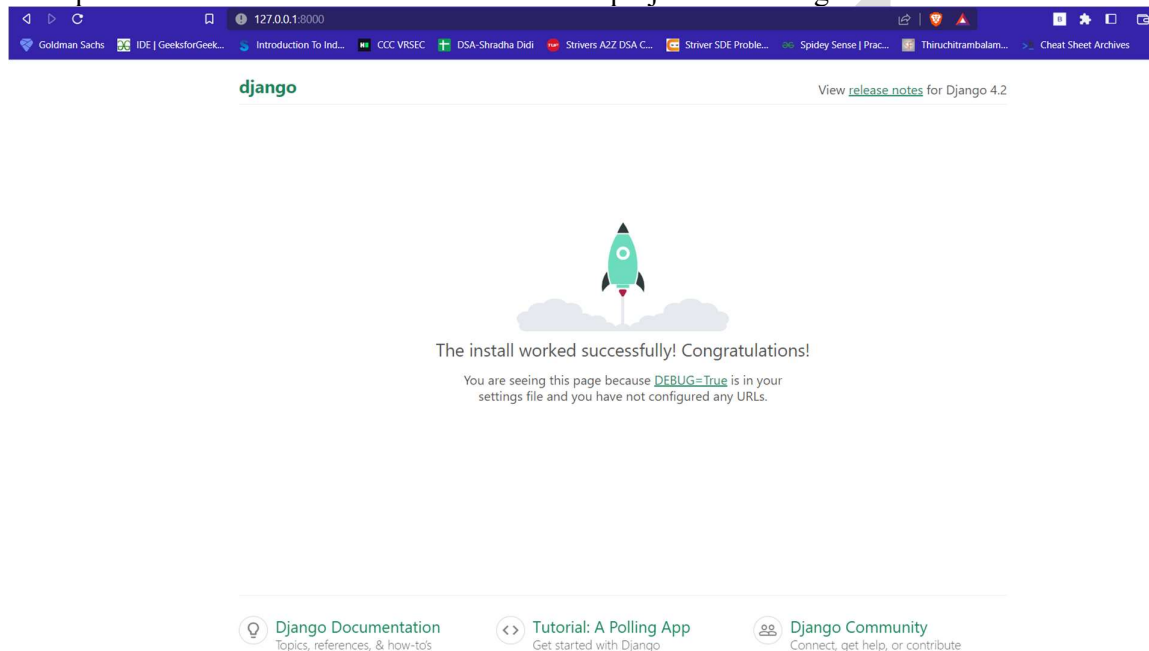 127.0.0.1:8000
Goldman Sachs IDE | GeeksforGeek... Introduction To Ind... CCC VRSEC DSA-Shradha Didi Strivers A2Z DSA C... Striver SDE Proble... Spidey Sense | Prac... Thiruchitrambalam... Cheat Sheet Archives
django View release notes for Django 4.2
The install worked successfully! Congratulations!
You are seeing this page because DEBUG=True is in your
settings file and you have not configured any URLs.
Django Documentation Tutorial: A Polling App Django Community
Topics, references, & how-to's Get started with Django Connect, get help, or contribute